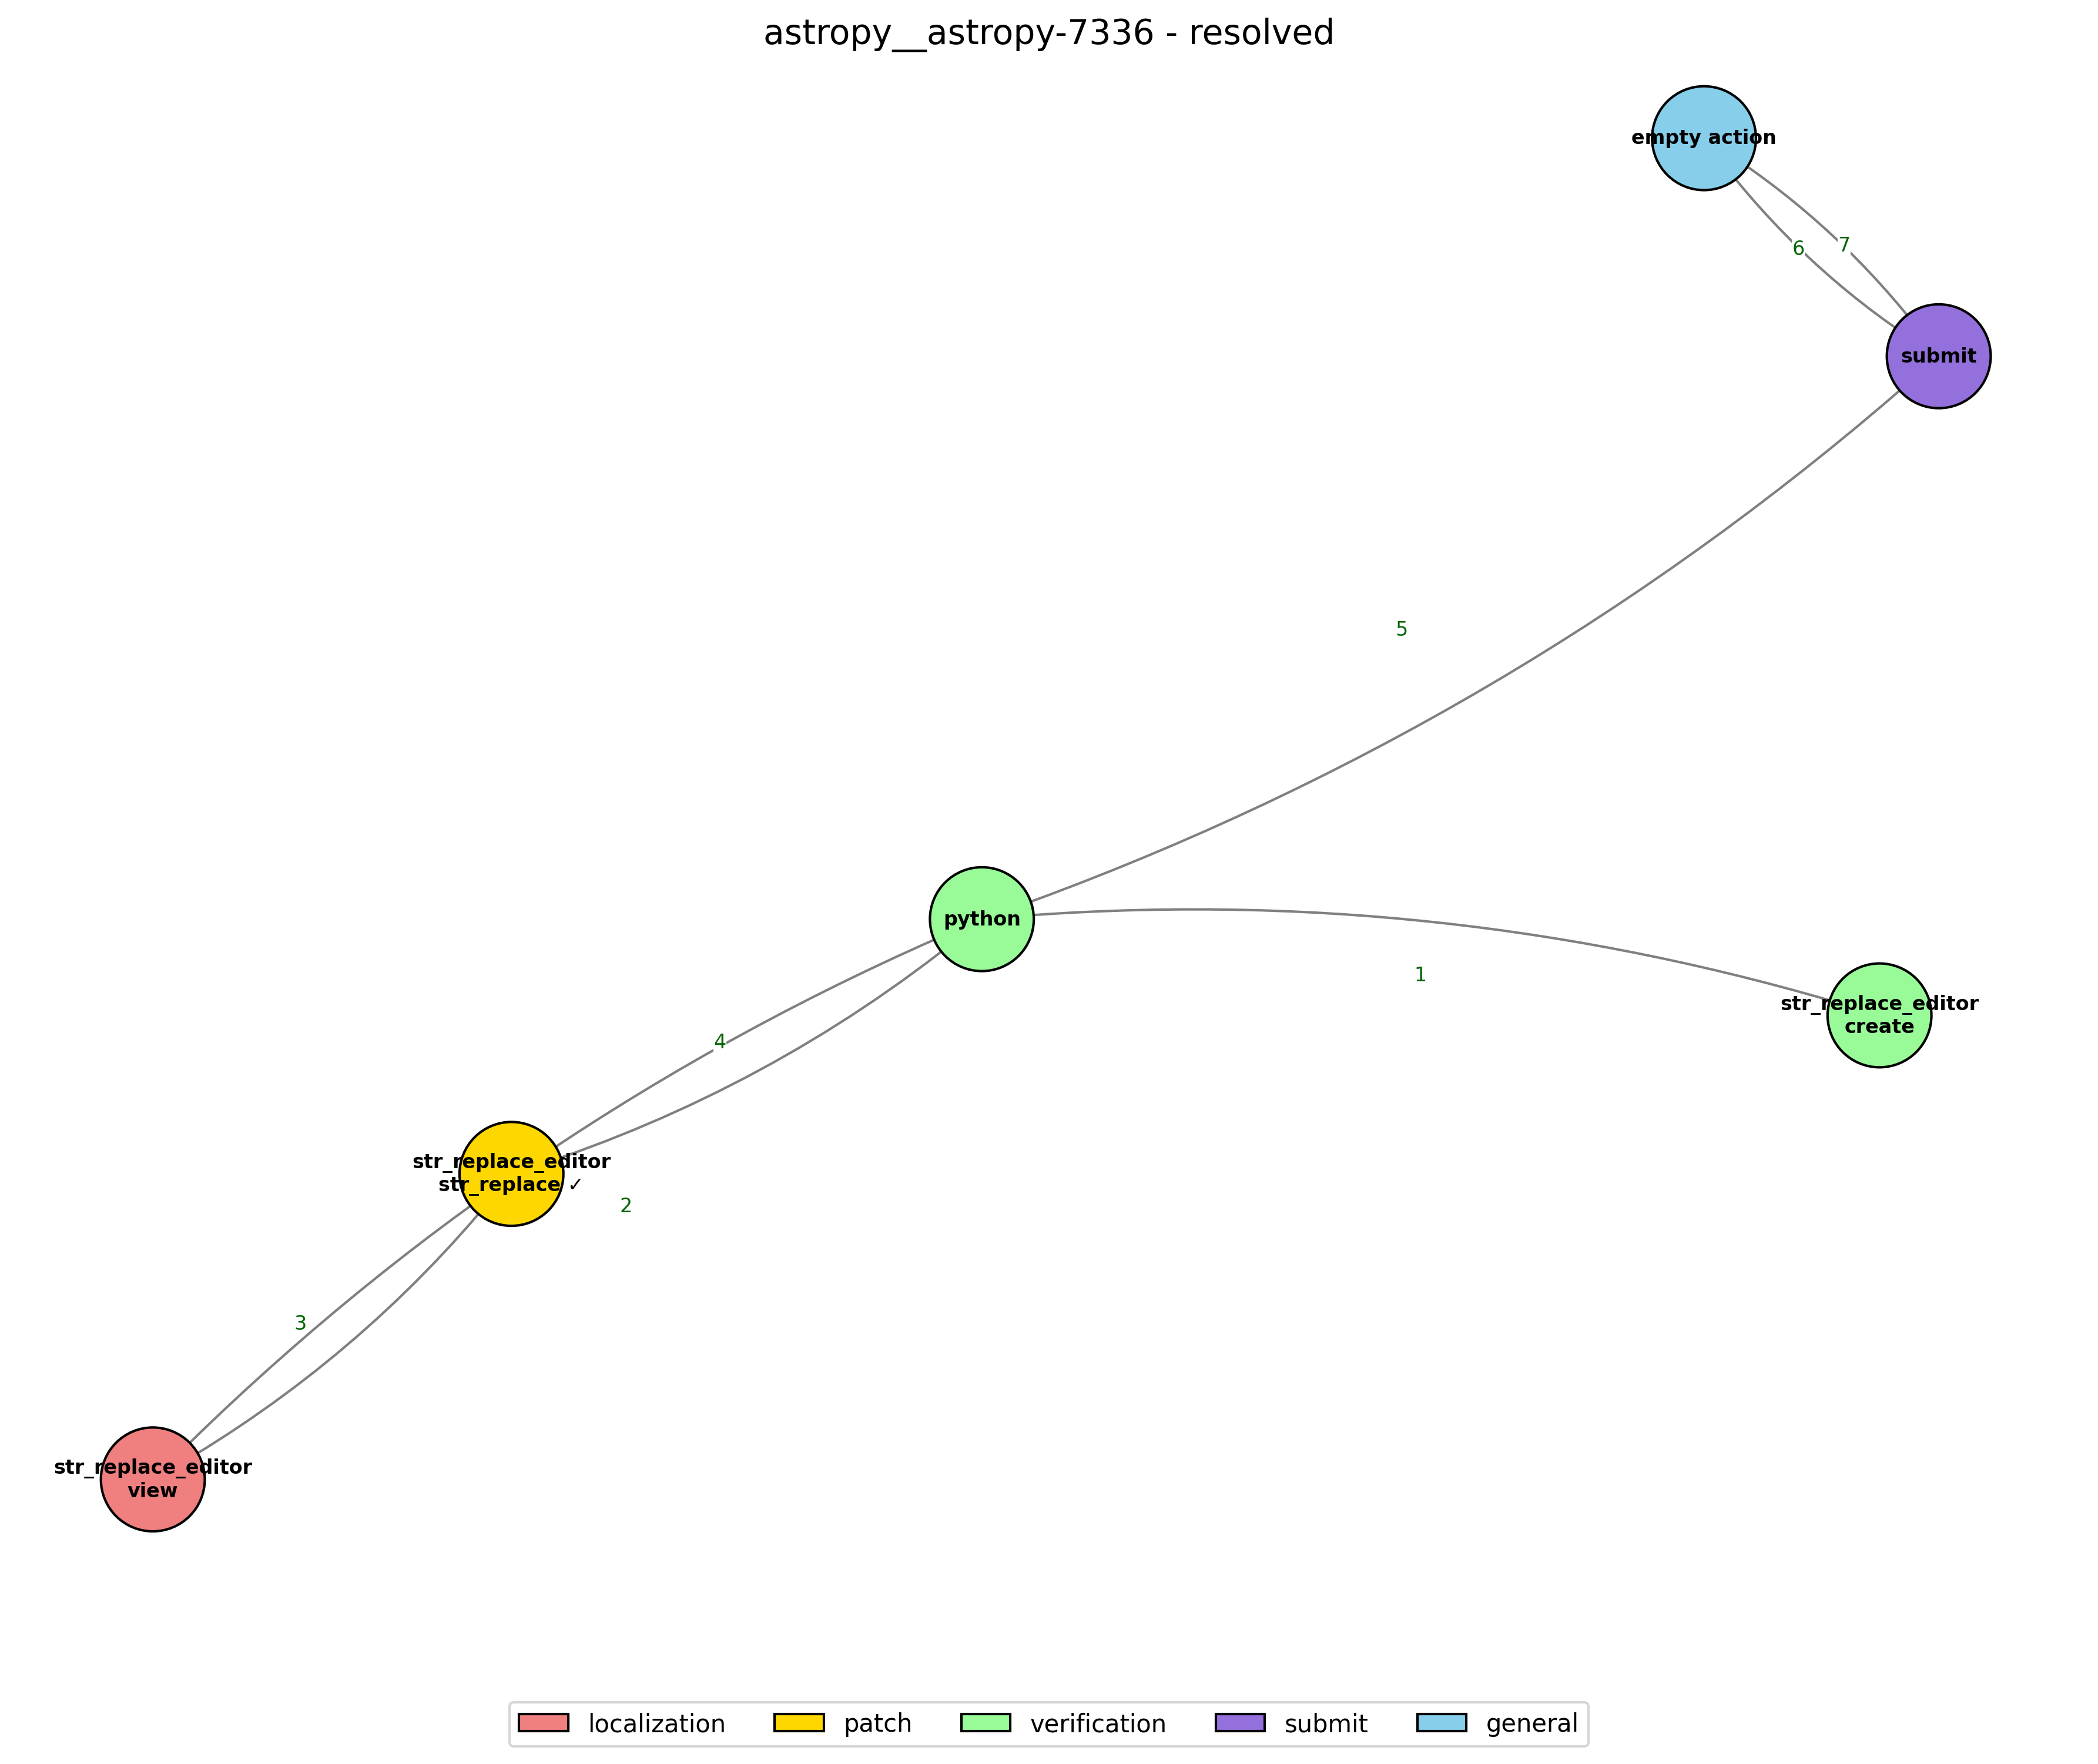 astropy__astropy-7336 - resolved
empty action
6
7
submit
5
python
1
str_replace_editor
create
4
str_replace_editor
str_replace ✓
2
3
str_replace_editor
view
localization
patch
verification
submit
general